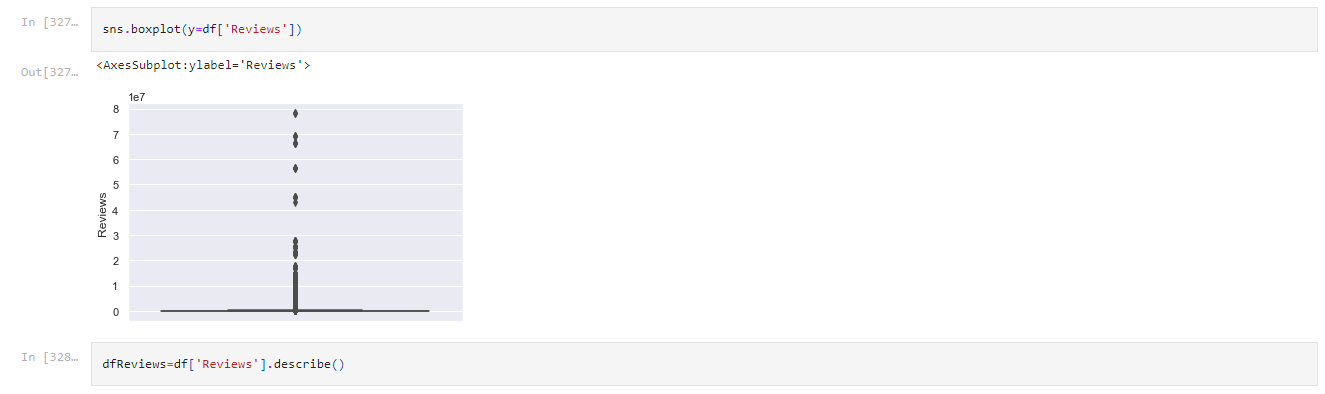 In [327…
sns.boxplot(y=df['Reviews'])
Out[327…
<AxesSubplot:ylabel='Reviews'>
1e7
8
7
6
5
4
3
2
1
0
Reviews
In [328…
dfReviews=df['Reviews'].describe()